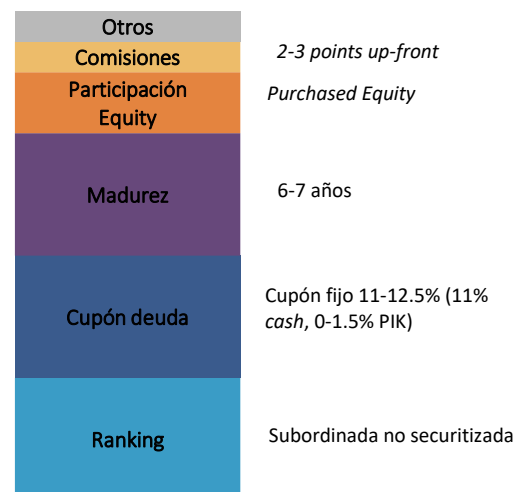 Otros
Comisiones
2-3 points up-front
Participación
Equity
Purchased Equity
Madurez
6-7 años
Cupón deuda
Cupón fijo 11-12.5% (11%
cash, 0-1.5% PIK)
Ranking
Subordinada no securitizada